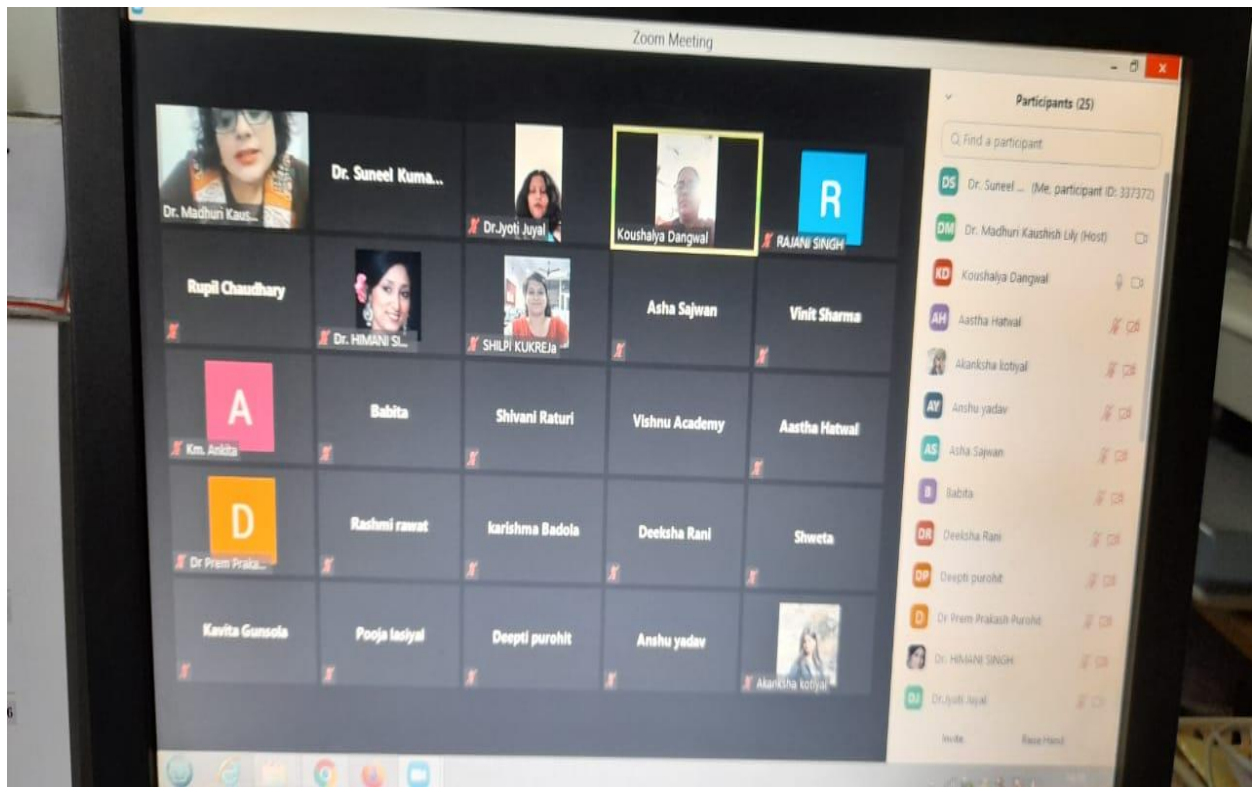 Zoom Meeting
Dr. Madhuri Kaus...
Dr. Suneel Kuma...
Dr.Jyoti Juyal
Koushalya Dangwal
R
RAJANI SINGH
Rupil Chaudhary
Dr. HIMANI SI...
SHILPI KUKREJa
Asha Sajwan
Vinit Sharma
A
Km. Ankita
Babita
Shivani Raturi
Vishnu Academy
Aastha Hatwal
D
Dr Prem Praka...
Rashmi rawat
karishma Badola
Deeksha Rani
Shweta
Kavita Gunsola
Pooja lasiyal
Deepti purohit
Anshu yadav
Akanksha kotiyal
Participants (25)
Find a participant
DS Dr. Suneel ... (Me, participant ID: 337372)
DM Dr. Madhuri Kaushish Lily (Host)
KD Koushalya Dangwal
AH Aastha Hatwal
Akanksha kotiyal
AY Anshu yadav
AS Asha Sajwan
B Babita
DR Deeksha Rani
DP Deepti purohit
D Dr Prem Prakash Purohit
Dr. HIMANI SINGH
DJ Dr.Jyoti Juyal
Invite Raise Hand
6